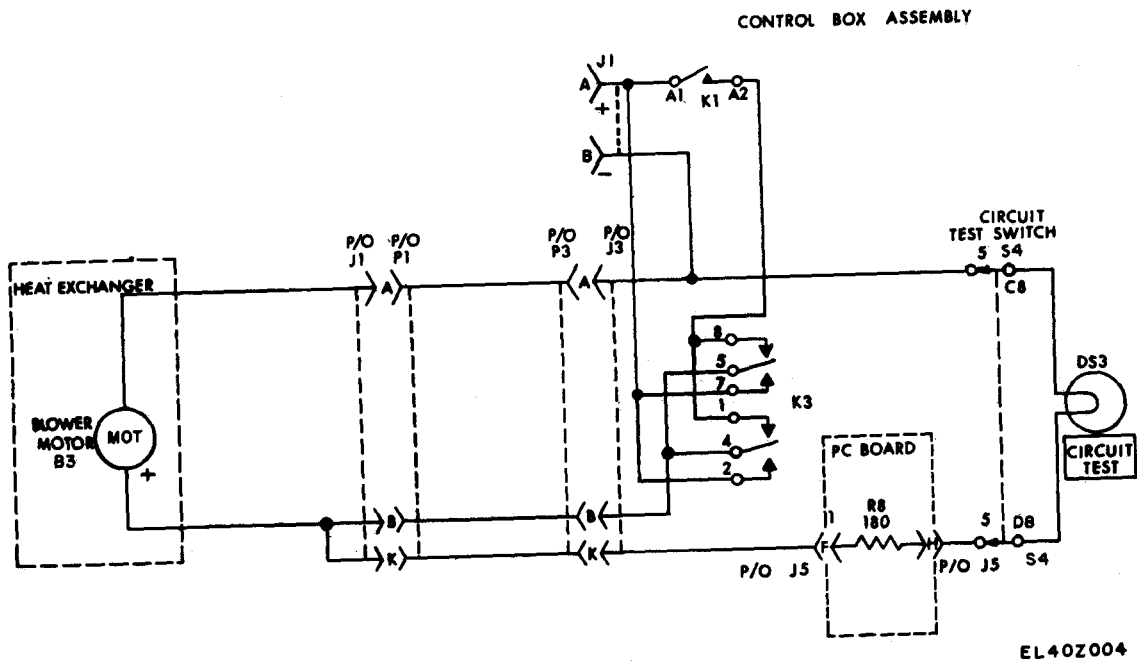 CONTROL BOX ASSEMBLY
J1
A
+
A1
K1
A2
B
−
P/O J1
P/O P1
P/O P3
P/O J3
CIRCUIT
TEST SWITCH
5 S4
C8
HEAT EXCHANGER
A
A
8
5
7
K3
1
4
2
DS3
CIRCUIT
TEST
BLOWER
MOTOR
B3
MOT
+
PC BOARD
R8
180
1
B
B
K
K
F
H
5 D8
S4
P/O J5
P/O J5
EL40Z004